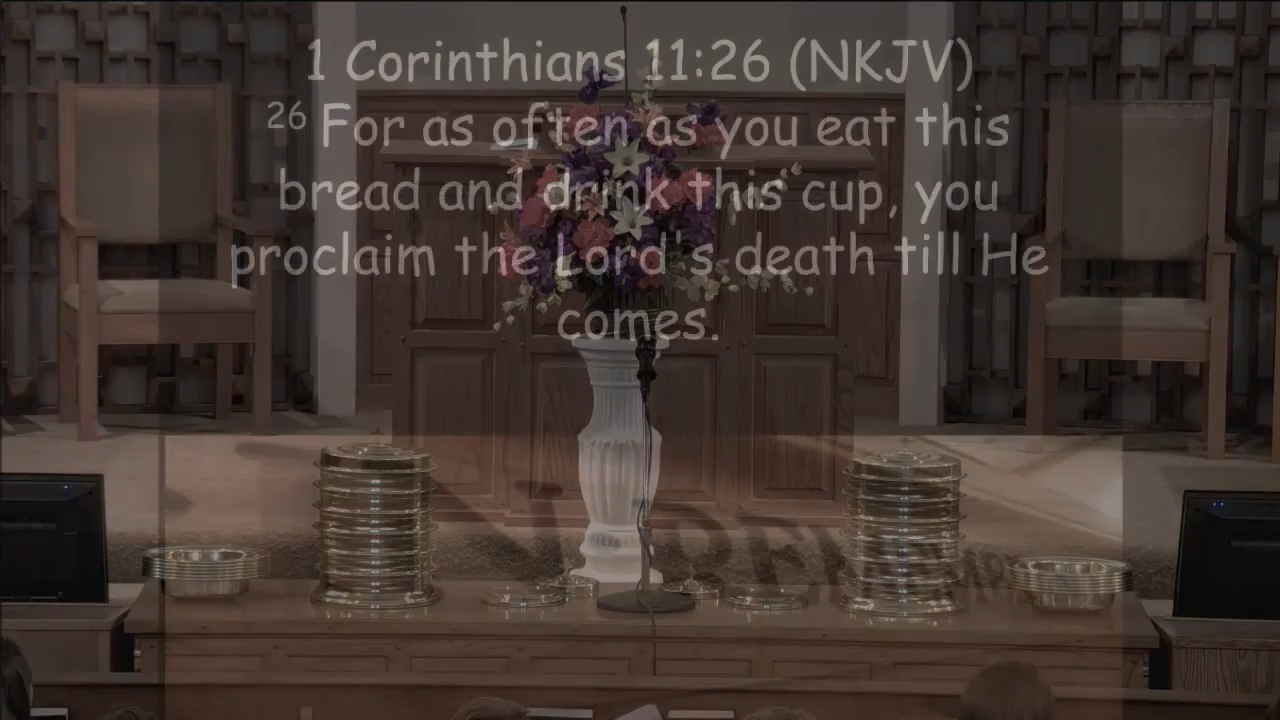 1 Corinthians 11:26 (NKJV)
26 For as often as you eat this
bread and drink this cup, you
proclaim the Lord's death till He
comes.